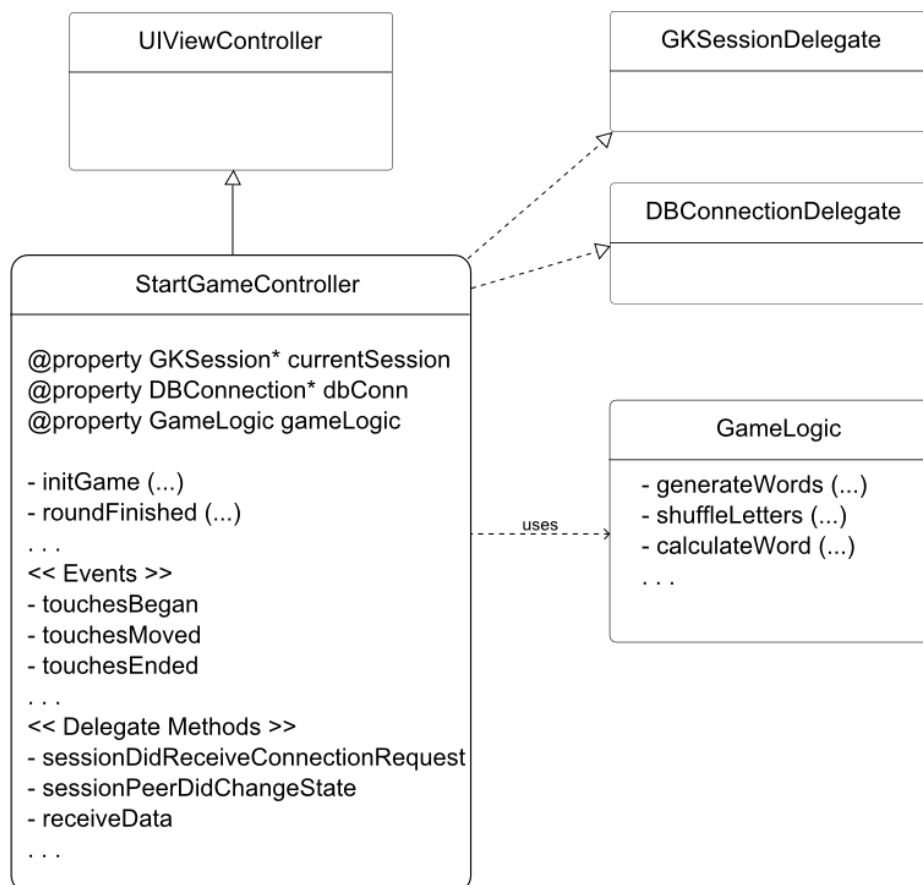 UIViewController
GKSessionDelegate
DBConnectionDelegate
StartGameController
@property GKSession* currentSession
@property DBConnection* dbConn
@property GameLogic gameLogic
- initGame (...)
- roundFinished (...)
. . .
<< Events >>
- touchesBegan
- touchesMoved
- touchesEnded
. . .
<< Delegate Methods >>
- sessionDidReceiveConnectionRequest
- sessionPeerDidChangeState
- receiveData
. . .
uses
GameLogic
- generateWords (...)
- shuffleLetters (...)
- calculateWord (...)
. . .